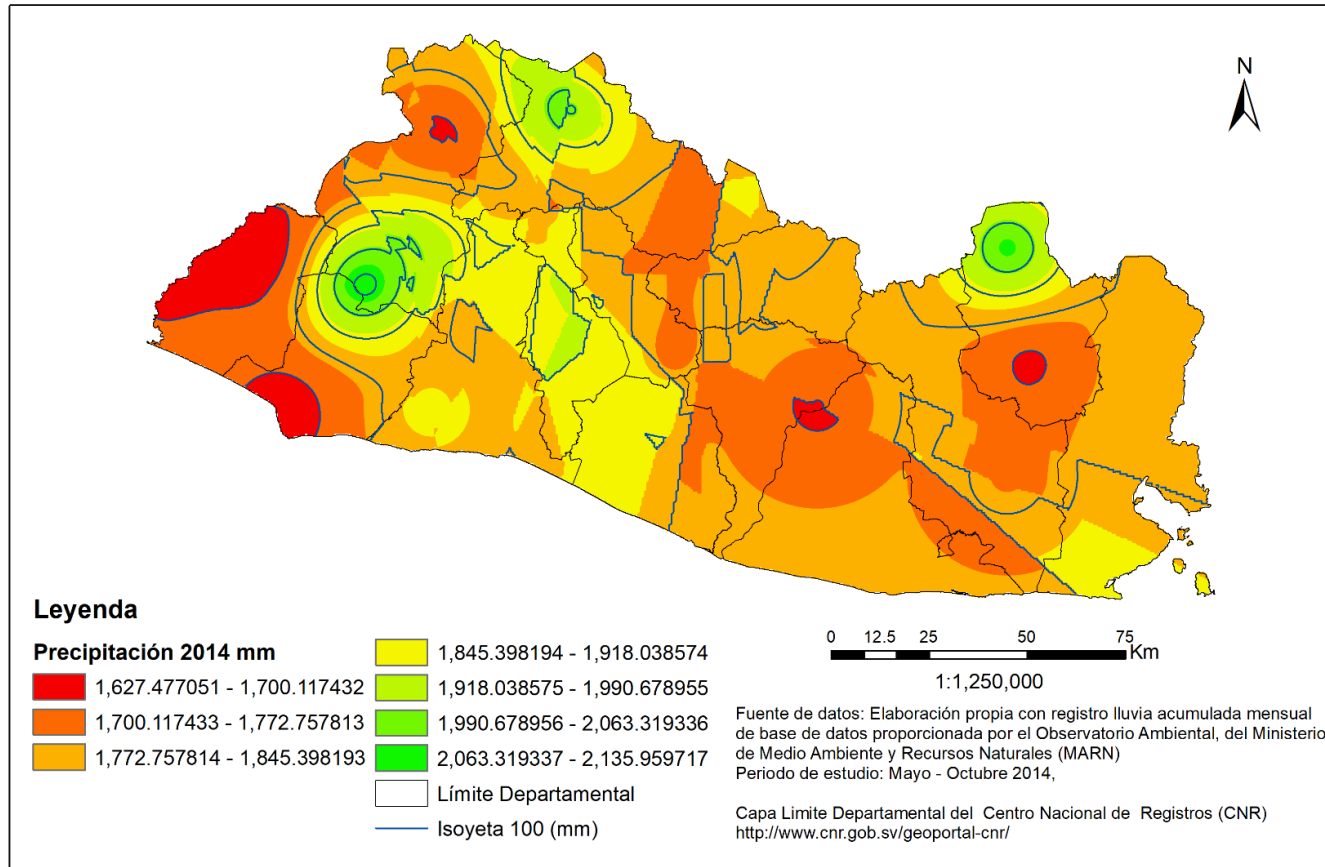 N
Leyenda
Precipitación 2014 mm
1,627.477051 - 1,700.117432
1,700.117433 - 1,772.757813
1,772.757814 - 1,845.398193
1,845.398194 - 1,918.038574
1,918.038575 - 1,990.678955
1,990.678956 - 2,063.319336
2,063.319337 - 2,135.959717
Límite Departamental
Isoyeta 100 (mm)
0 12.5 25 50 75
Km
1:1,250,000
Fuente de datos: Elaboración propia con registro lluvia acumulada mensual
de base de datos proporcionada por el Observatorio Ambiental, del Ministerio
de Medio Ambiente y Recursos Naturales (MARN)
Periodo de estudio: Mayo - Octubre 2014,
Capa Limite Departamental del Centro Nacional de Registros (CNR)
http://www.cnr.gob.sv/geoportal-cnr/